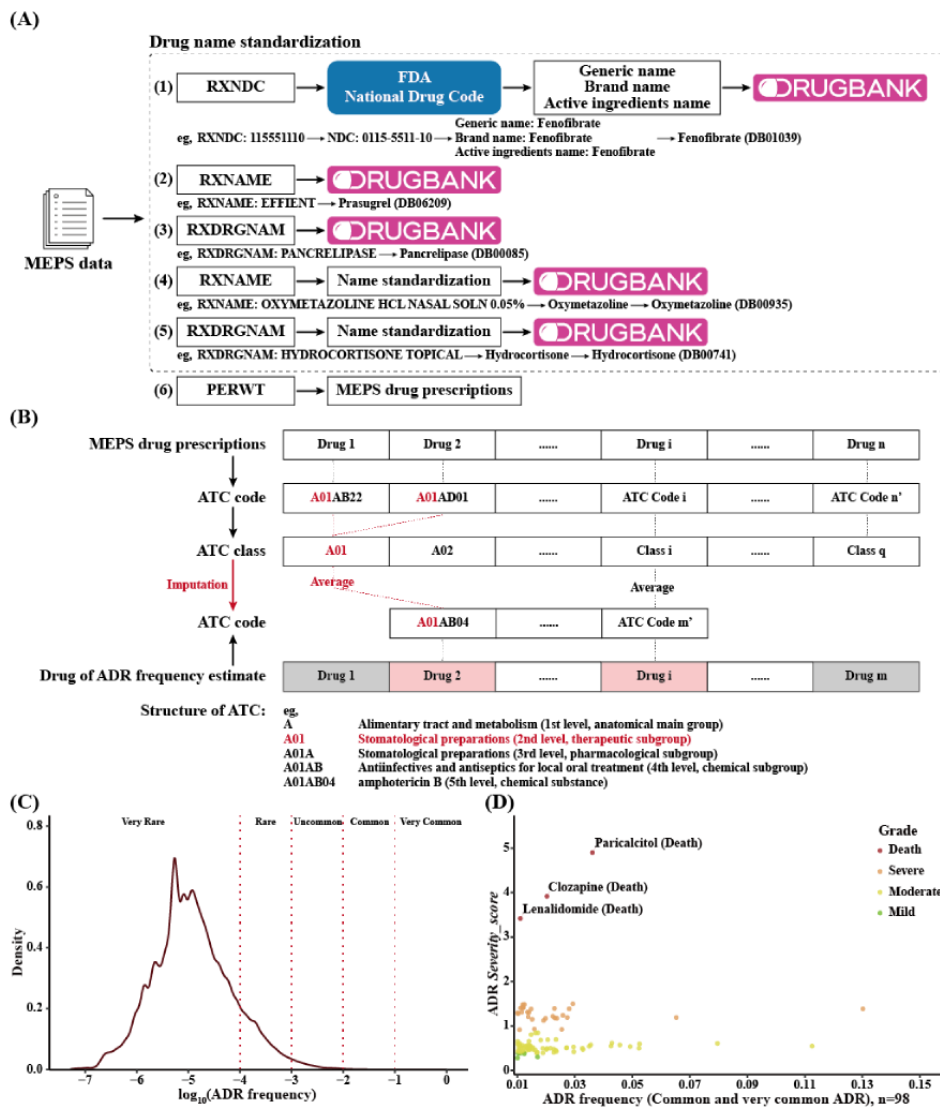 (A)
Drug name standardization
(1) RXNDC
FDA
National Drug Code
Generic name
Brand name
Active ingredients name
DRUGBANK
eg, RXNDC: 115551110 → NDC: 0115-5511-10 →
Generic name: Fenofibrate
Brand name: Fenofibrate
Active ingredients name: Fenofibrate
→ Fenofibrate (DB01039)
(2) RXNAME DRUGBANK
eg, RXNAME: EFFIENT → Prasugrel (DB06209)
(3) RXDRGNAM DRUGBANK
eg, RXDRGNAM: PANCRELIPASE → Pancrelipase (DB00085)
MEPS data
(4) RXNAME Name standardization DRUGBANK
eg, RXNAME: OXYMETAZOLINE HCL NASAL SOLN 0.05% → Oxymetazoline → Oxymetazoline (DB00935)
(5) RXDRGNAM Name standardization DRUGBANK
eg, RXDRGNAM: HYDROCORTISONE TOPICAL → Hydrocortisone → Hydrocortisone (DB00741)
(6) PERWT MEPS drug prescriptions
(B)
MEPS drug prescriptions Drug 1 Drug 2 ...... Drug i ...... Drug n
ATC code A01AB22 A01AD01 ...... ATC Code i ...... ATC Code n'
ATC class A01 A02 ...... Class i ...... Class q
Imputation Average Average
ATC code A01AB04 ...... ATC Code m'
Drug of ADR frequency estimate Drug 1 Drug 2 ...... Drug i ...... Drug m
Structure of ATC: eg,
A Alimentary tract and metabolism (1st level, anatomical main group)
A01 Stomatological preparations (2nd level, therapeutic subgroup)
A01A Stomatological preparations (3rd level, pharmacological subgroup)
A01AB Antiinfectives and antiseptics for local oral treatment (4th level, chemical subgroup)
A01AB04 amphotericin B (5th level, chemical substance)
(C)
Very Rare Rare Uncommon Common Very Common
0.8
0.6
0.4
0.2
0.0
Density
−7 −6 −5 −4 −3 −2 −1 0
log10(ADR frequency)
(D)
Grade
Death
Severe
Moderate
Mild
Paricalcitol (Death)
Clozapine (Death)
Lenalidomide (Death)
5
4
3
2
1
0
ADR Severity_score
0.01 0.03 0.05 0.07 0.09 0.11 0.13 0.15
ADR frequency (Common and very common ADR), n=98